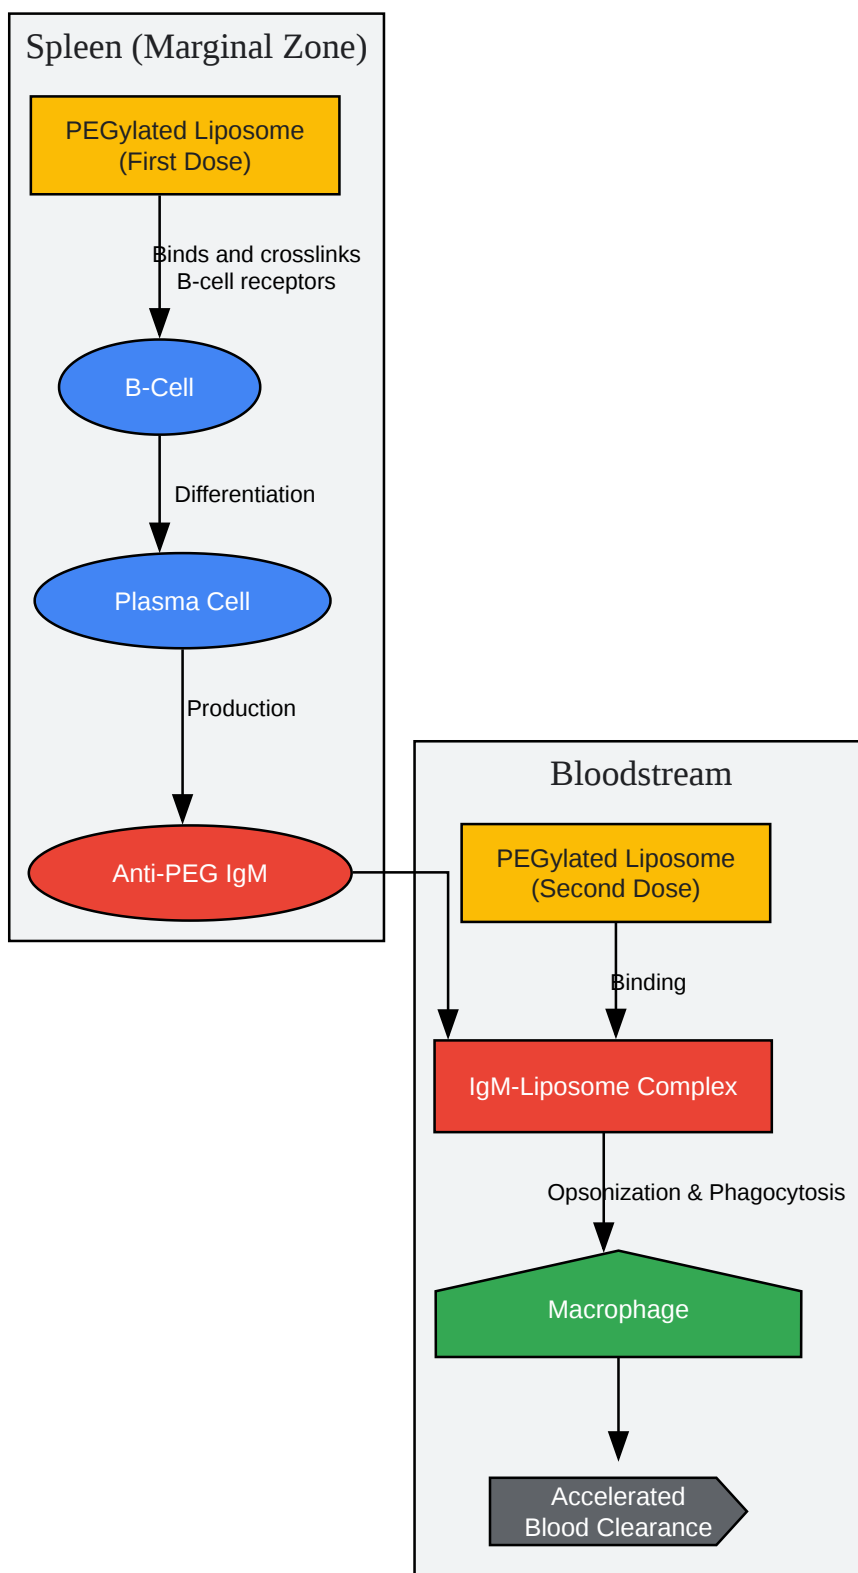 Spleen (Marginal Zone)
PEGylated Liposome
(First Dose)
Binds and crosslinks
B-cell receptors
B-Cell
Differentiation
Plasma Cell
Production
Anti-PEG IgM
Bloodstream
PEGylated Liposome
(Second Dose)
Binding
IgM-Liposome Complex
Opsonization & Phagocytosis
Macrophage
Accelerated
Blood Clearance